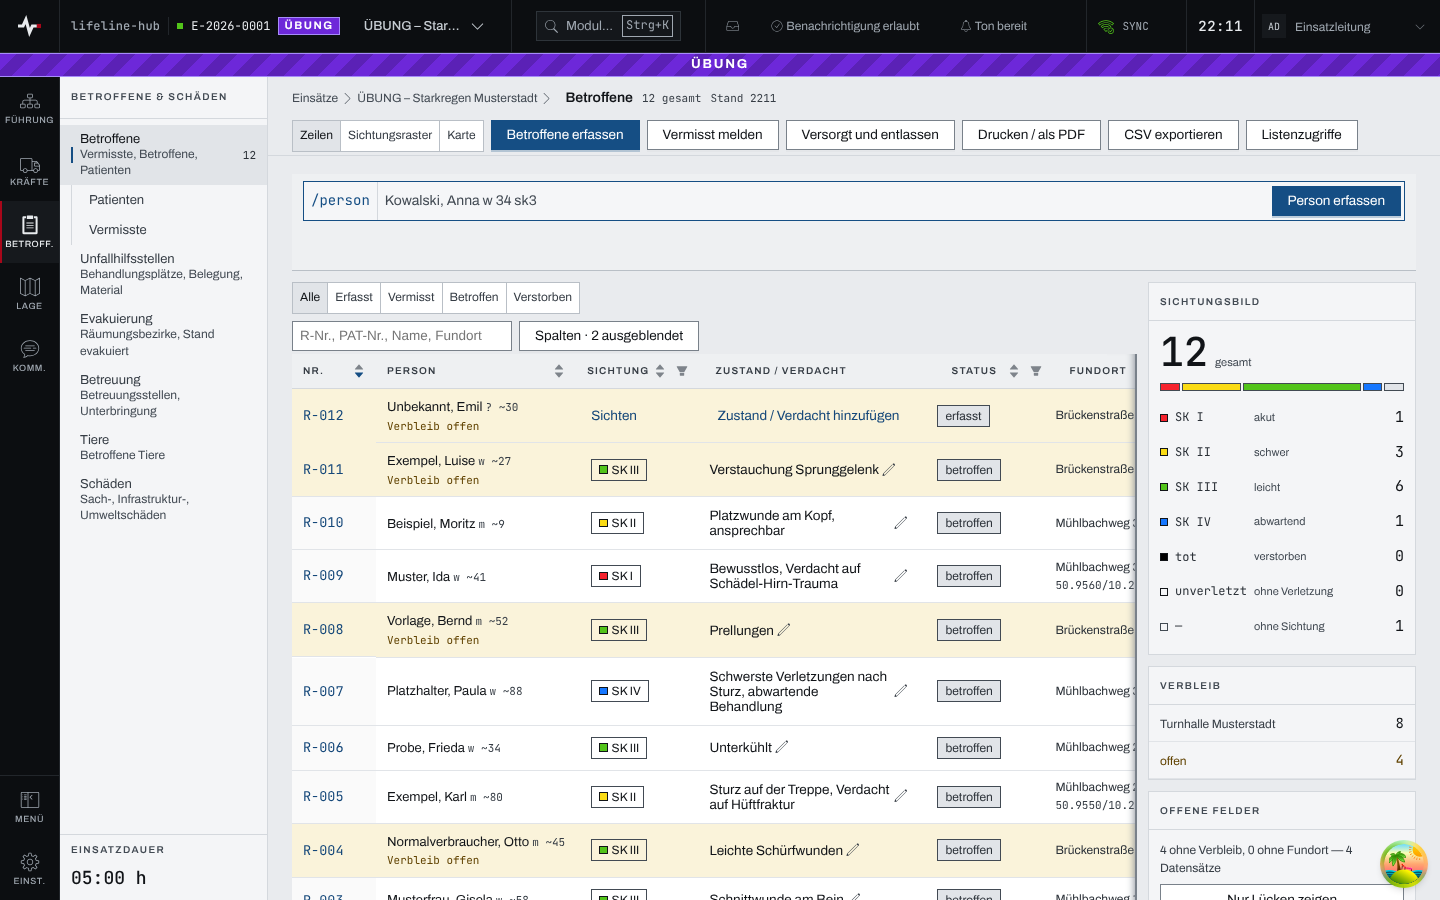 lifeline-hub E-2026-0001 ÜBUNG ÜBUNG – Star... Modul... Strg+K Benachrichtigung erlaubt Ton bereit SYNC 22:11 AD Einsatzleitung
ÜBUNG
FÜHRUNG
KRÄFTE
BETROFF.
LAGE
KOMM.
MENÜ
EINST.
BETROFFENE & SCHÄDEN
Betroffene
Vermisste, Betroffene, Patienten 12
Patienten
Vermisste
Unfallhilfsstellen
Behandlungsplätze, Belegung,
Material
Evakuierung
Räumungsbezirke, Stand
evakuiert
Betreuung
Betreuungsstellen,
Unterbringung
Tiere
Betroffene Tiere
Schäden
Sach-, Infrastruktur-,
Umweltschäden
EINSATZDAUER
05:00 h
Einsätze ÜBUNG – Starkregen Musterstadt Betroffene 12 gesamt Stand 2211
Zeilen Sichtungsraster Karte Betroffene erfassen Vermisst melden Versorgt und entlassen Drucken / als PDF CSV exportieren Listenzugriffe
/person Kowalski, Anna w 34 sk3 Person erfassen
Alle Erfasst Vermisst Betroffen Verstorben
R-Nr., PAT-Nr., Name, Fundort Spalten · 2 ausgeblendet
NR. PERSON SICHTUNG ZUSTAND / VERDACHT STATUS FUNDORT
R-012 Unbekannt, Emil ? ~30 Sichten Zustand / Verdacht hinzufügen erfasst Brückenstraße
Verbleib offen
R-011 Exempel, Luise w ~27 SK III Verstauchung Sprunggelenk betroffen Brückenstraße
Verbleib offen
R-010 Beispiel, Moritz m ~9 SK II Platzwunde am Kopf, ansprechbar betroffen Mühlbachweg
R-009 Muster, Ida w ~41 SK I Bewusstlos, Verdacht auf Schädel-Hirn-Trauma betroffen Mühlbachweg
50.9560/10.2
R-008 Vorlage, Bernd m ~52 SK III Prellungen betroffen Brückenstraße
Verbleib offen
R-007 Platzhalter, Paula w ~88 SK IV Schwerste Verletzungen nach Sturz, abwartende Behandlung betroffen Mühlbachweg
R-006 Probe, Frieda w ~34 SK III Unterkühlt betroffen Mühlbachweg
R-005 Exempel, Karl m ~80 SK II Sturz auf der Treppe, Verdacht auf Hüftfraktur betroffen Mühlbachweg
50.9550/10.2
R-004 Normalverbraucher, Otto m ~45 SK III Leichte Schürfwunden betroffen Brückenstraße
Verbleib offen
R-003 Musterfrau, Gisela w ~58 SK III Schnittwunde am Bein betroffen Mühlbachweg
SICHTUNGSBILD
12 gesamt
SK I akut 1
SK II schwer 3
SK III leicht 6
SK IV abwartend 1
tot verstorben 0
unverletzt ohne Verletzung 0
– ohne Sichtung 1
VERBLEIB
Turnhalle Musterstadt 8
offen 4
OFFENE FELDER
4 ohne Verbleib, 0 ohne Fundort — 4
Datensätze
Nur Lücken zeigen